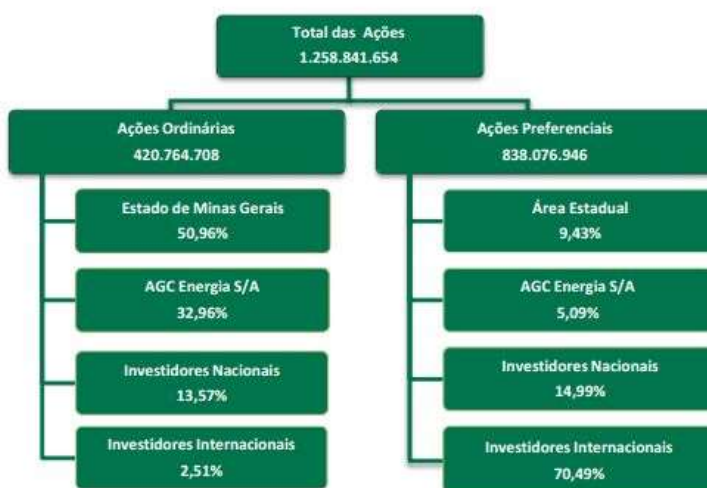 Total das Ações
1.258.841.654
Ações Ordinárias
420.764.708
Estado de Minas Gerais
50,96%
AGC Energia S/A
32,96%
Investidores Nacionais
13,57%
Investidores Internacionais
2,51%
Ações Preferenciais
838.076.946
Área Estadual
9,43%
AGC Energia S/A
5,09%
Investidores Nacionais
14,99%
Investidores Internacionais
70,49%